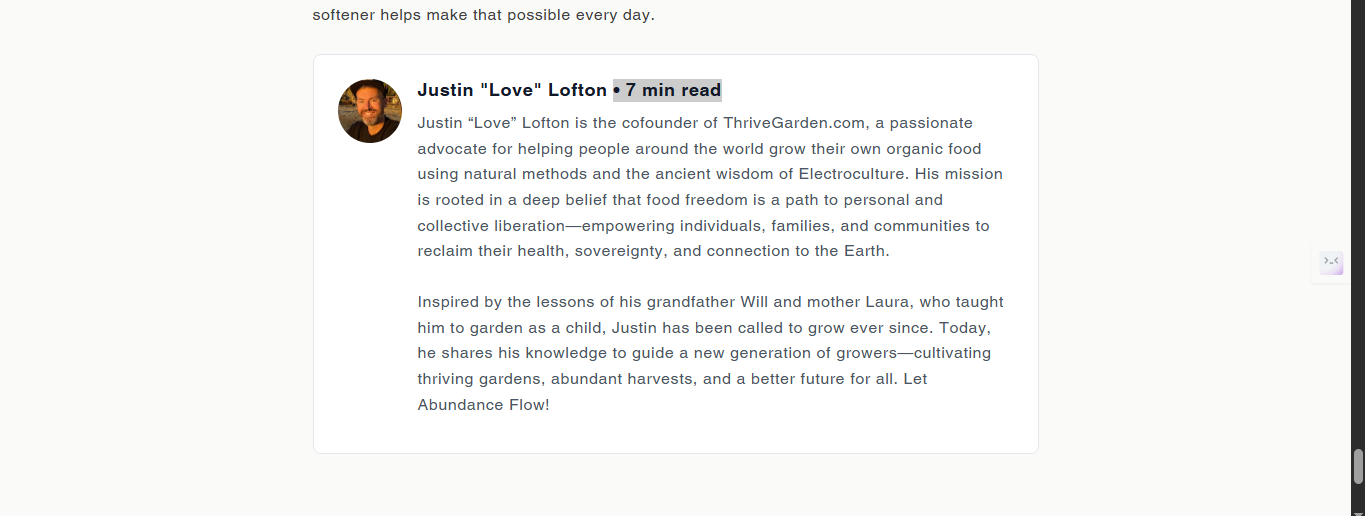 softener helps make that possible every day.
Justin "Love" Lofton • 7 min read
Justin “Love” Lofton is the cofounder of ThriveGarden.com, a passionate
advocate for helping people around the world grow their own organic food
using natural methods and the ancient wisdom of Electroculture. His mission
is rooted in a deep belief that food freedom is a path to personal and
collective liberation—empowering individuals, families, and communities to
reclaim their health, sovereignty, and connection to the Earth.
Inspired by the lessons of his grandfather Will and mother Laura, who taught
him to garden as a child, Justin has been called to grow ever since. Today,
he shares his knowledge to guide a new generation of growers—cultivating
thriving gardens, abundant harvests, and a better future for all. Let
Abundance Flow!